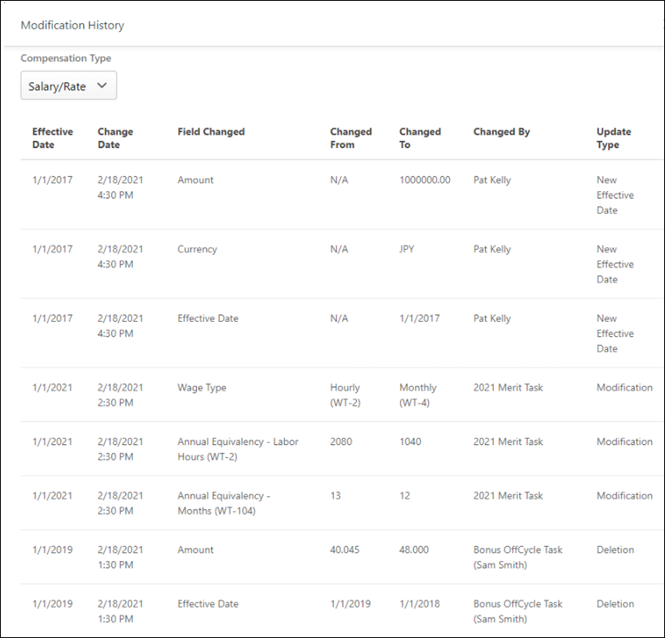 Modification History
Compensation Type
Salary/Rate
Effective Date Change Date Field Changed Changed From Changed To Changed By Update Type
1/1/2017 2/18/2021 4:30 PM Amount N/A 1000000.00 Pat Kelly New Effective Date
1/1/2017 2/18/2021 4:30 PM Currency N/A JPY Pat Kelly New Effective Date
1/1/2017 2/18/2021 4:30 PM Effective Date N/A 1/1/2017 Pat Kelly New Effective Date
1/1/2021 2/18/2021 2:30 PM Wage Type Hourly (WT-2) Monthly (WT-4) 2021 Merit Task Modification
1/1/2021 2/18/2021 2:30 PM Annual Equivalency - Labor Hours (WT-2) 2080 1040 2021 Merit Task Modification
1/1/2021 2/18/2021 2:30 PM Annual Equivalency - Months (WT-104) 13 12 2021 Merit Task Modification
1/1/2019 2/18/2021 1:30 PM Amount 40.045 48.000 Bonus OffCycle Task (Sam Smith) Deletion
1/1/2019 2/18/2021 1:30 PM Effective Date 1/1/2019 1/1/2018 Bonus OffCycle Task (Sam Smith) Deletion